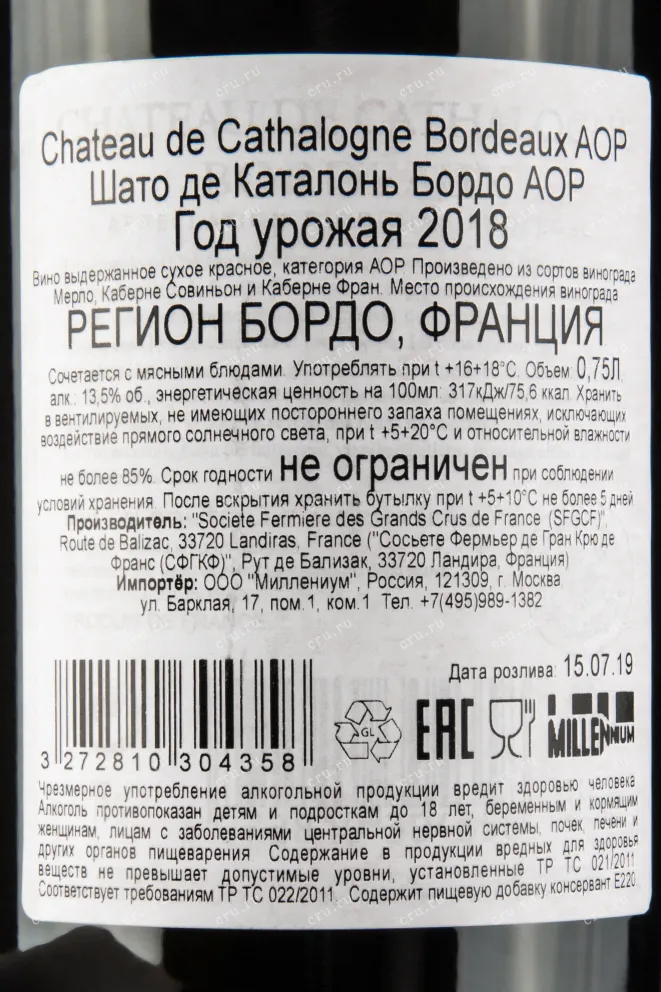 Chateau de Cathalogne Bordeaux AOP
Шато де Каталонь Бордо АОР
Год урожая 2018
Вино выдержанное сухое красное, категория АОР. Произведено из сортов винограда
Мерло, Каберне Совиньон и Каберне Фран. Место происхождения винограда
РЕГИОН БОРДО, ФРАНЦИЯ
Сочетается с мясными блюдами. Употреблять при t +16+18°С. Объем: 0,75Л,
алк.: 13,5% об., энергетическая ценность на 100мл: 317кДж/75,6 ккал. Хранить
в вентилируемых, не имеющих постороннего запаха помещениях, исключающих
воздействие прямого солнечного света, при t +5+20°С и относительной влажности
не более 85%. Срок годности не ограничен при соблюдении
условий хранения. После вскрытия хранить бутылку при t +5+10°С не более 5 дней
Производитель: "Societe Fermiere des Grands Crus de France (SFGCF)",
Route de Balizac, 33720 Landiras, France ("Сосьете Фермьер де Гран Крю де
Франс (СФГКФ)", Рут де Бализак, 33720 Ландира, Франция)
Импортёр: ООО "Миллениум", Россия, 121309, г. Москва
ул. Барклая, 17, пом.1, ком.1 Тел. +7(495)989-1382
Дата розлива: 15.07.19
GL EAC MILLENNIUM
3 272810 304358
Чрезмерное употребление алкогольной продукции вредит здоровью человека
Алкоголь противопоказан детям и подросткам до 18 лет, беременным и кормящим
женщинам, лицам с заболеваниями центральной нервной системы, почек, печени и
других органов пищеварения. Содержание в продукции вредных для здоровья
веществ не превышает допустимые уровни, установленные ТР ТС 021/2011
Соответствует требованиям ТР ТС 022/2011. Содержит пищевую добавку консервант Е220